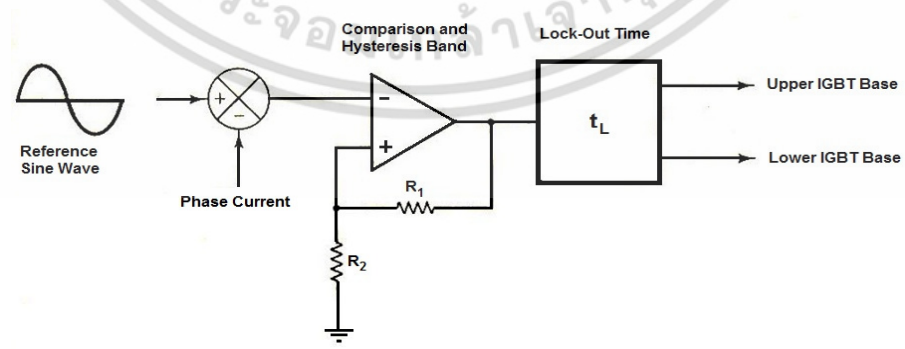 Comparison and
Hysteresis Band
Lock-Out Time
Reference
Sine Wave
+
−
Phase Current
−
+
R1
R2
tL
Upper IGBT Base
Lower IGBT Base